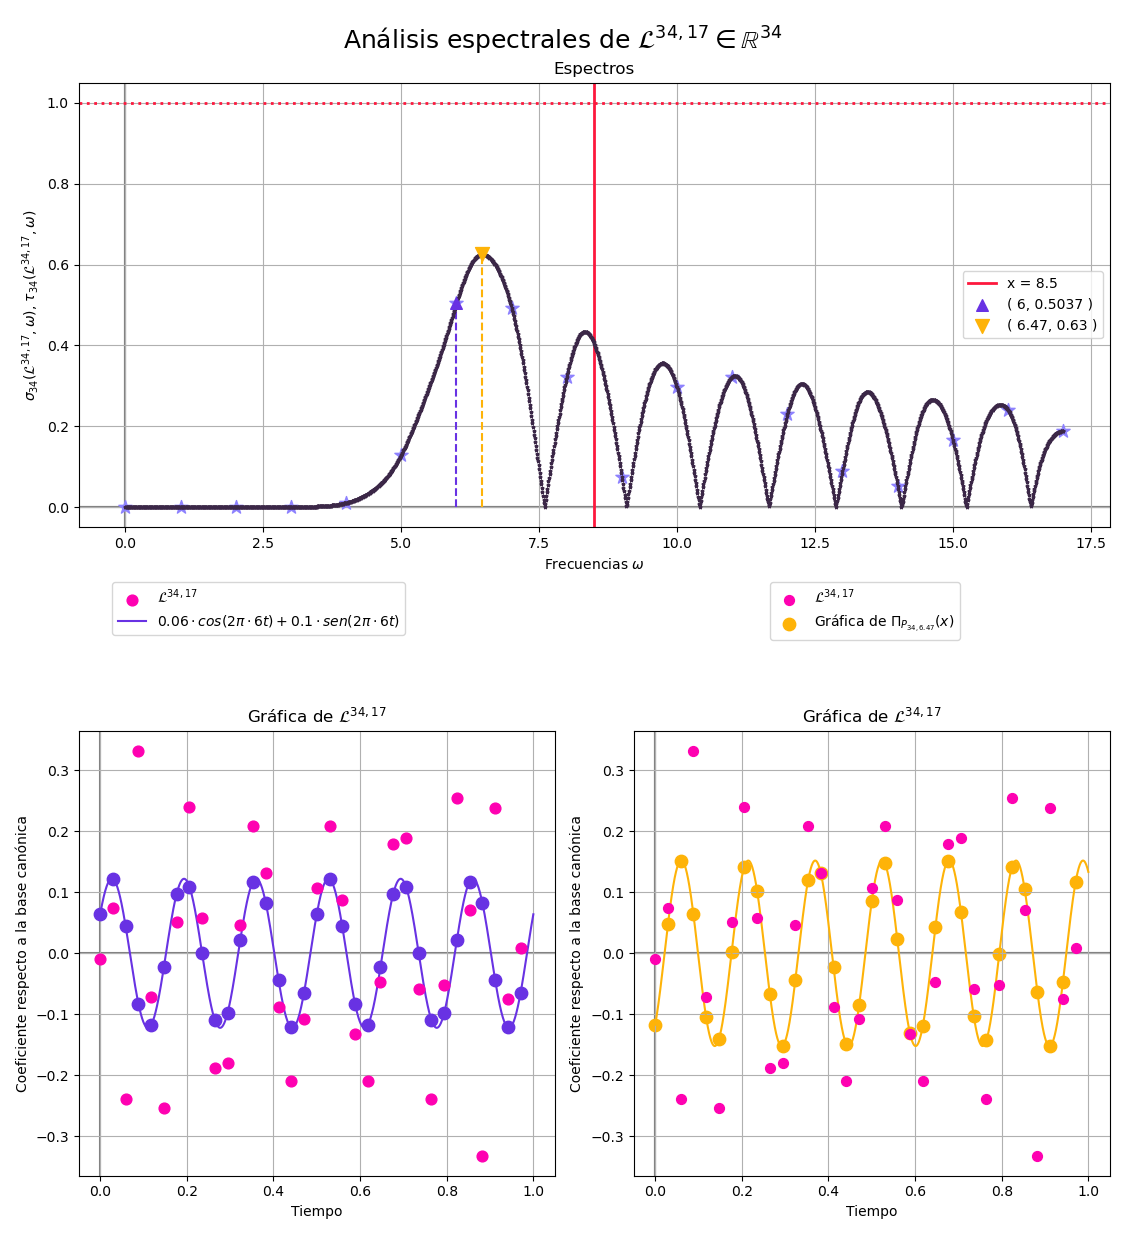 Análisis espectrales de ℒ^{34,17} ∈ ℝ^{34}
Espectros
1.0
0.8
0.6
0.4
0.2
0.0
σ_{34}(ℒ^{34,17}, ω), τ_{34}(ℒ^{34,17}, ω)
x = 8.5
( 6, 0.5037 )
( 6.47, 0.63 )
0.0 2.5 5.0 7.5 10.0 12.5 15.0 17.5
Frecuencias ω
ℒ^{34,17}
0.06 · cos(2π · 6t) + 0.1 · sen(2π · 6t)
ℒ^{34,17}
Gráfica de Π_{P_{34,6.47}}(x)
Gráfica de ℒ^{34,17}
0.3
0.2
0.1
0.0
−0.1
−0.2
−0.3
Coeficiente respecto a la base canónica
0.0 0.2 0.4 0.6 0.8 1.0
Tiempo
Gráfica de ℒ^{34,17}
0.3
0.2
0.1
0.0
−0.1
−0.2
−0.3
Coeficiente respecto a la base canónica
0.0 0.2 0.4 0.6 0.8 1.0
Tiempo